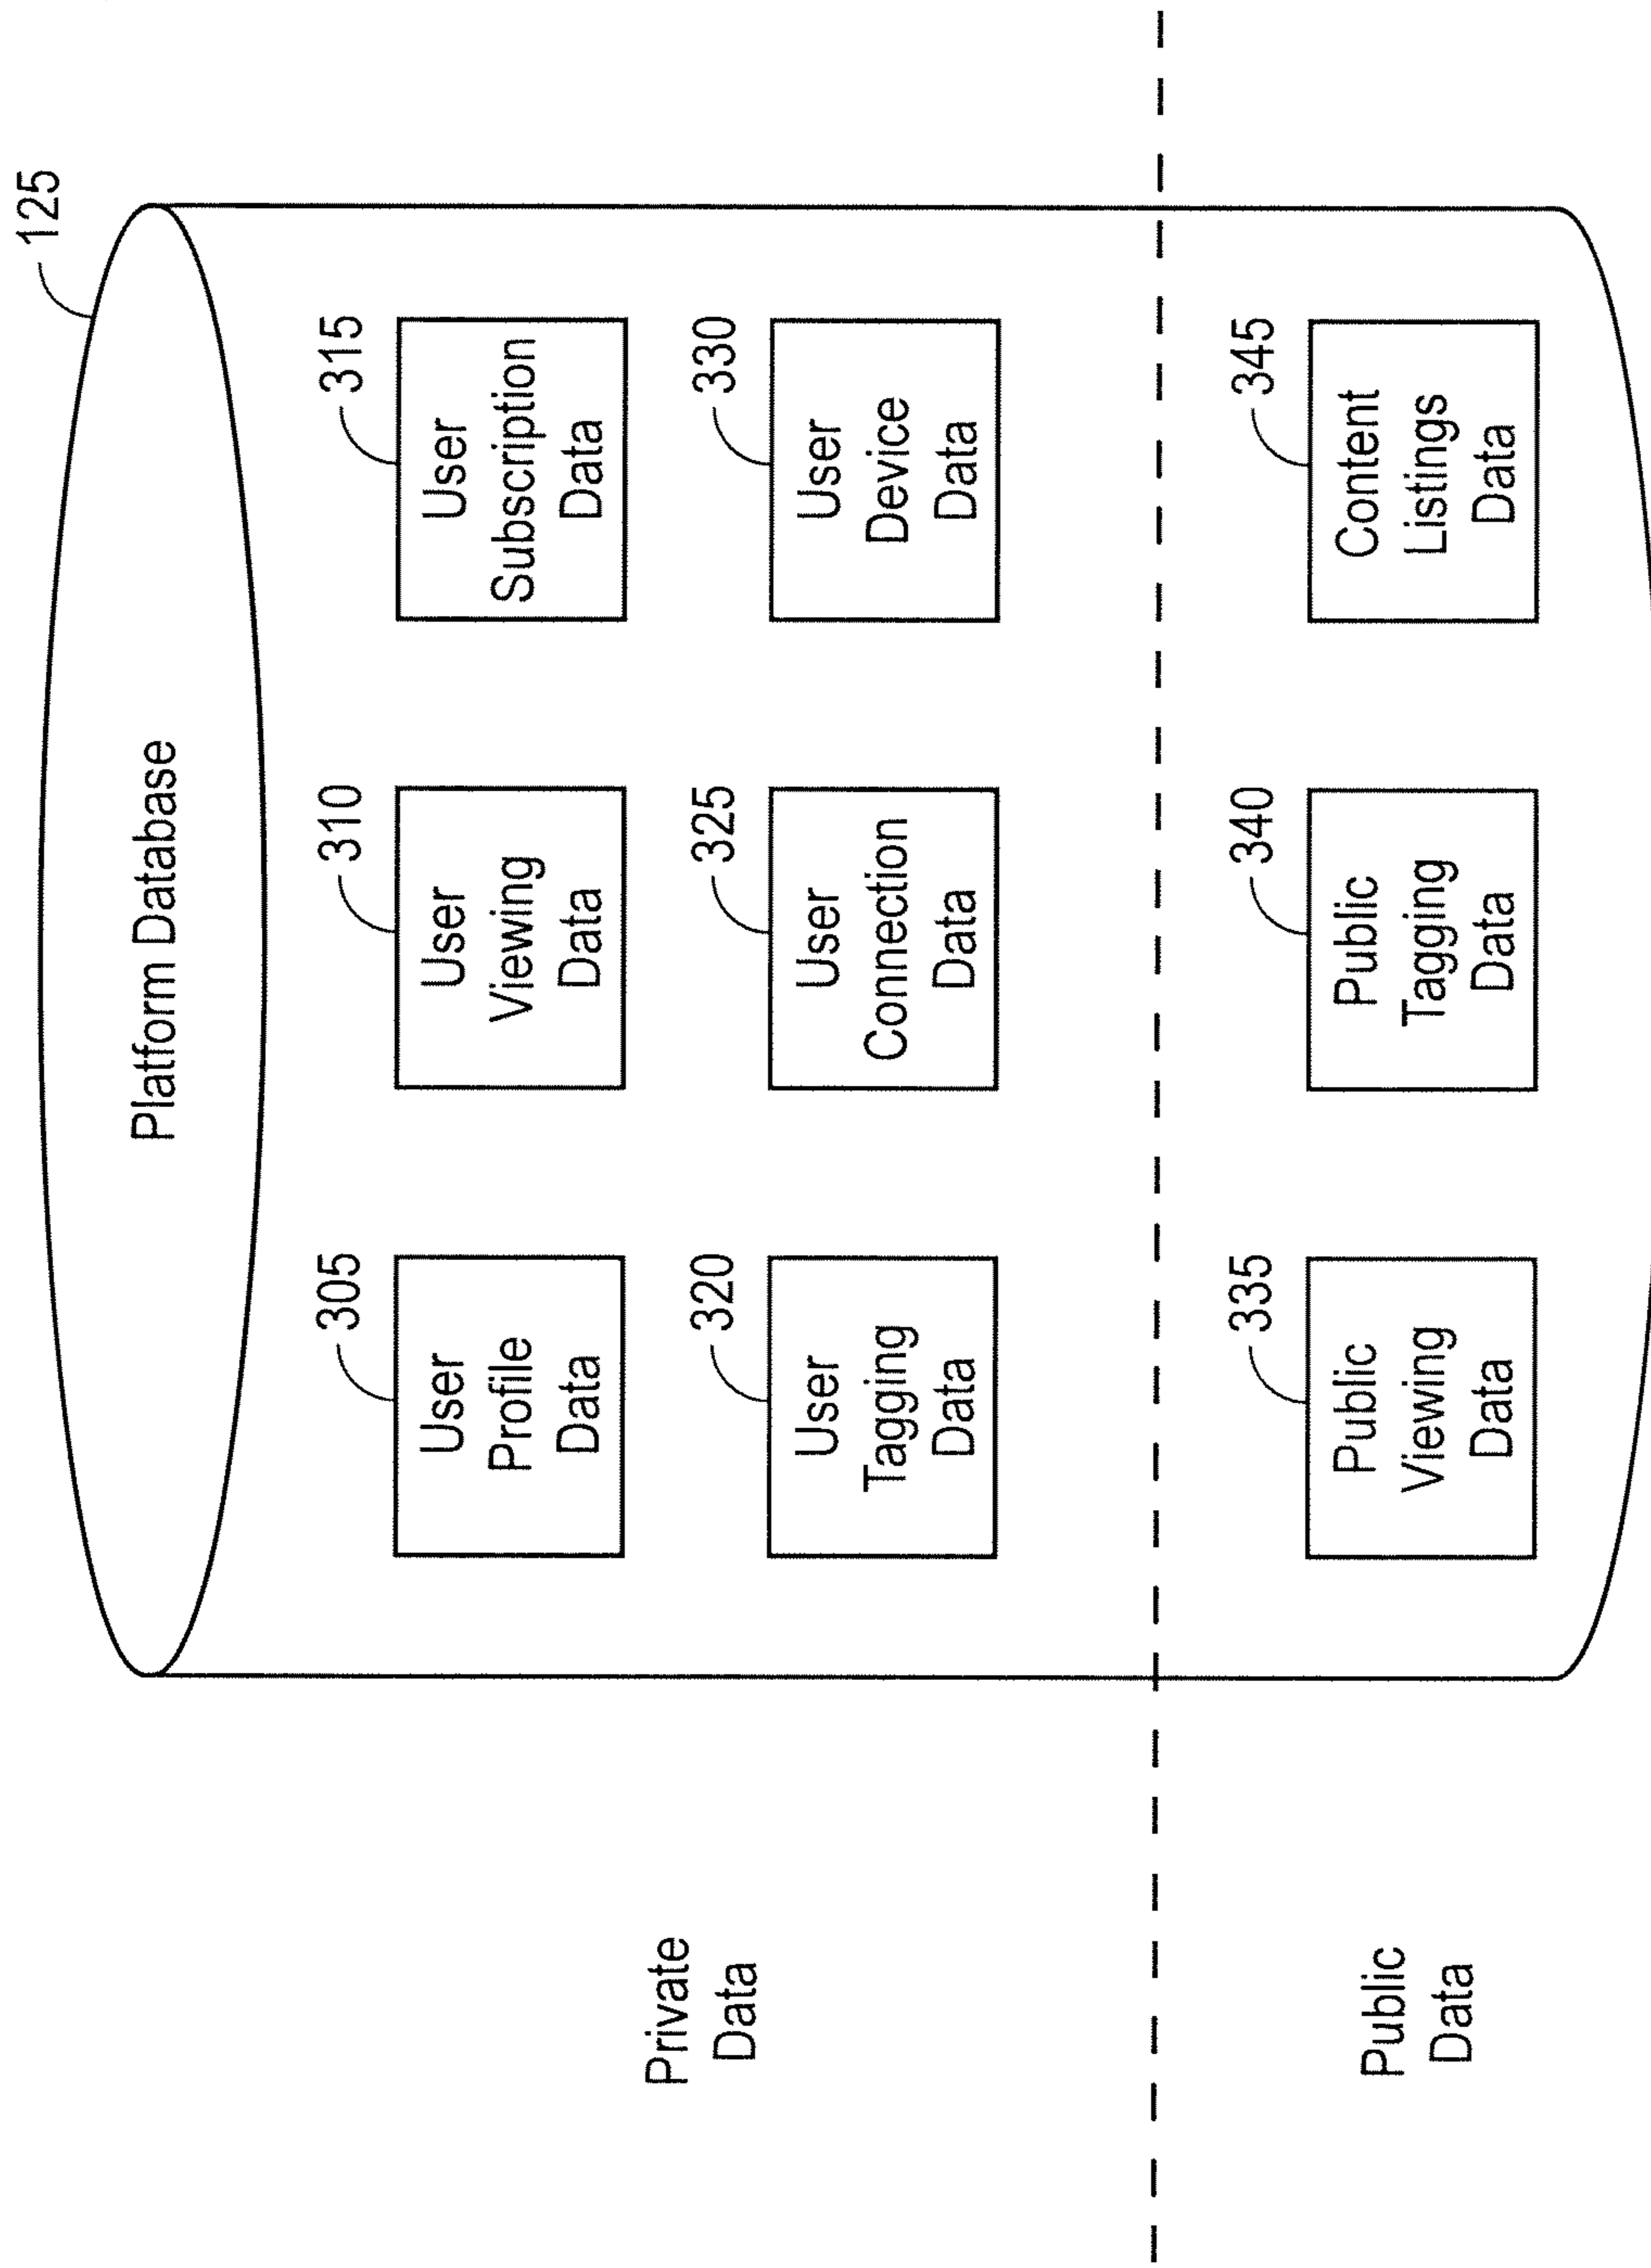 125
Platform Database
Private
Data
305
User
Profile
Data
310
User
Viewing
Data
315
User
Subscription
Data
320
User
Tagging
Data
325
User
Connection
Data
330
User
Device
Data
Public
Data
335
Public
Viewing
Data
340
Public
Tagging
Data
345
Content
Listings
Data